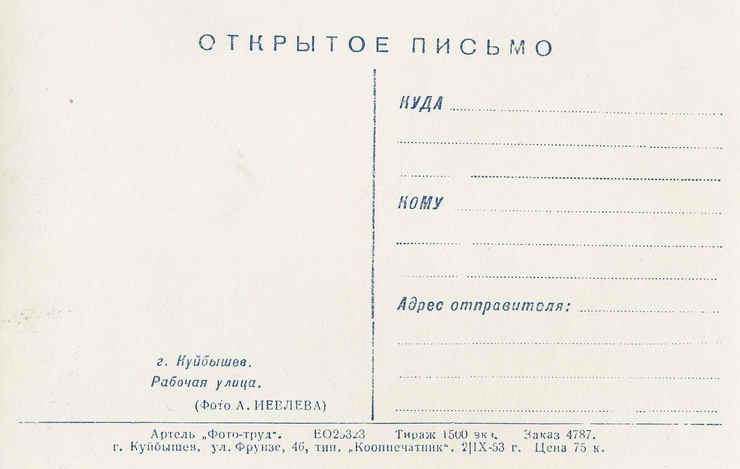 ОТКРЫТОЕ ПИСЬМО
КУДА
КОМУ
Адрес отправителя:
г. Куйбышев.
Рабочая улица.
(Фото А. ИЕВЛЕВА)
Артель „Фото-труд“. ЕО25323 Тираж 1500 экз. Заказ 4787.
г. Куйбышев, ул. Фрунзе, 46, тип. „Коопечатник“. 2|IX-53 г. Цена 75 к.